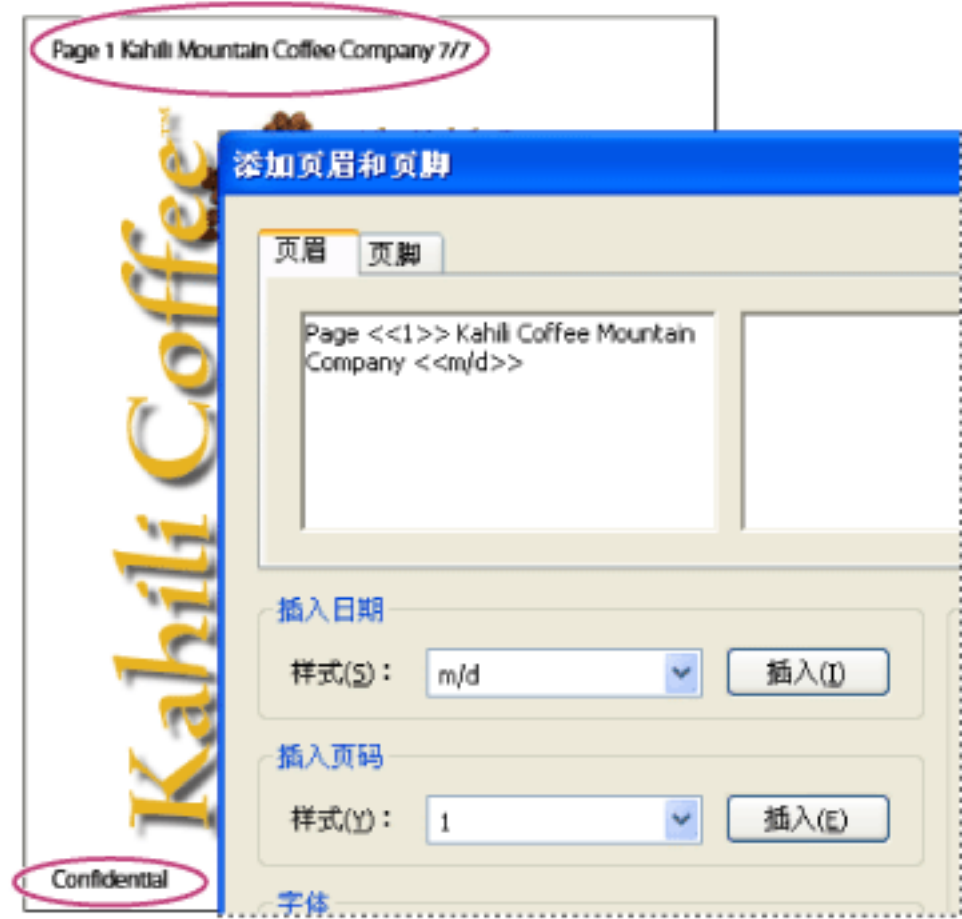 Page 1 Kahili Mountain Coffee Company 7/7
Kahili Coffee™
添加页眉和页脚
页眉 页脚
Page <<1>> Kahili Coffee Mountain
Company <<m/d>>
插入日期
样式(S)： m/d 插入(I)
插入页码
样式(Y)： 1 插入(E)
字体
Confidential